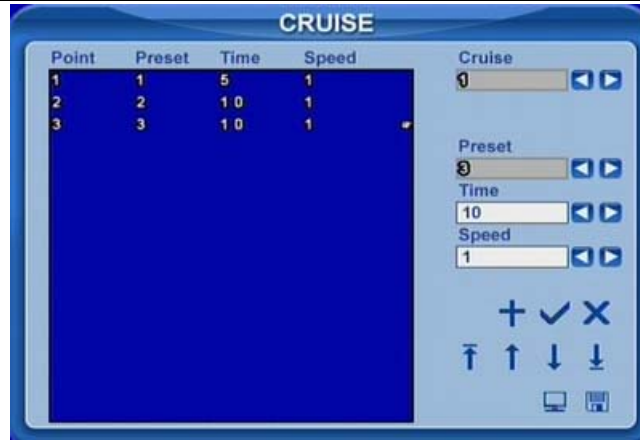 CRUISE
Point Preset Time Speed
1 1 5 1
2 2 10 1
3 3 10 1
Cruise
1
Preset
3
Time
10
Speed
1